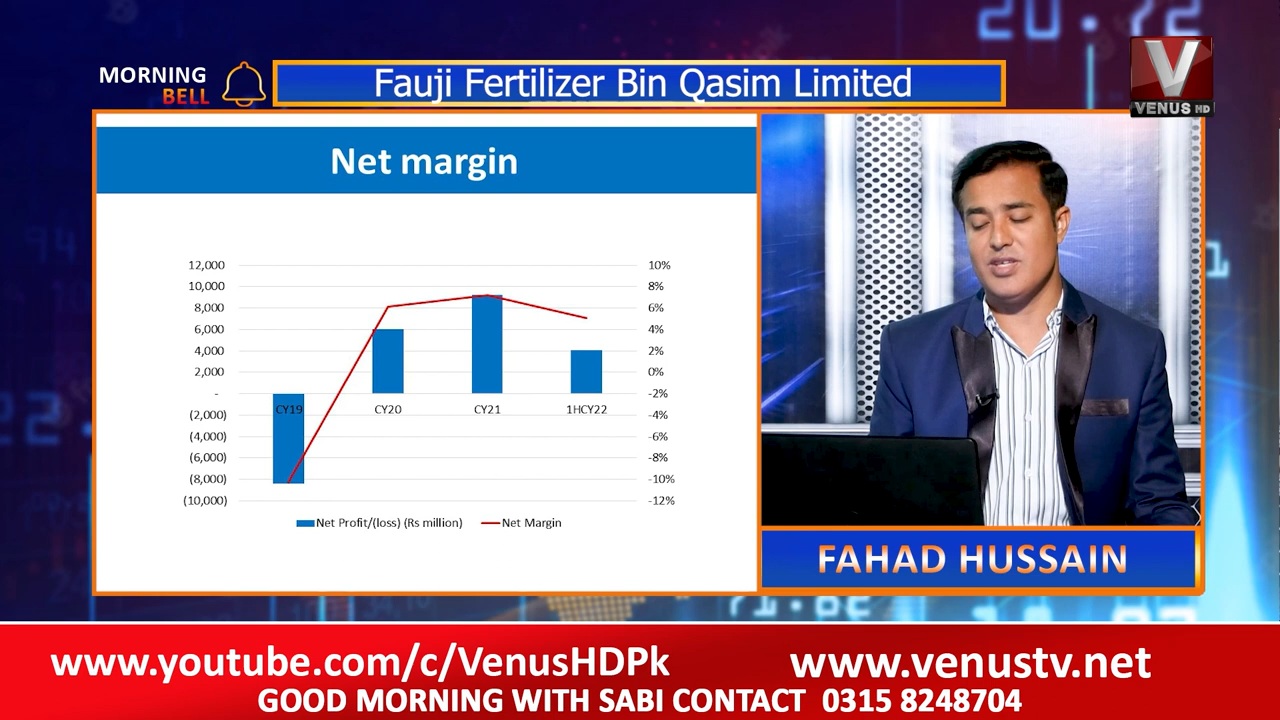 MORNING
BELL
Fauji Fertilizer Bin Qasim Limited
V
VENUS HD
20.72
Net margin
12,000
10,000
8,000
6,000
4,000
2,000
-
(2,000)
(4,000)
(6,000)
(8,000)
(10,000)
10%
8%
6%
4%
2%
0%
-2%
-4%
-6%
-8%
-10%
-12%
CY19
CY20
CY21
1HCY22
Net Profit/(loss) (Rs million)
Net Margin
FAHAD HUSSAIN
www.youtube.com/c/VenusHDPk
www.venustv.net
GOOD MORNING WITH SABI CONTACT 0315 8248704